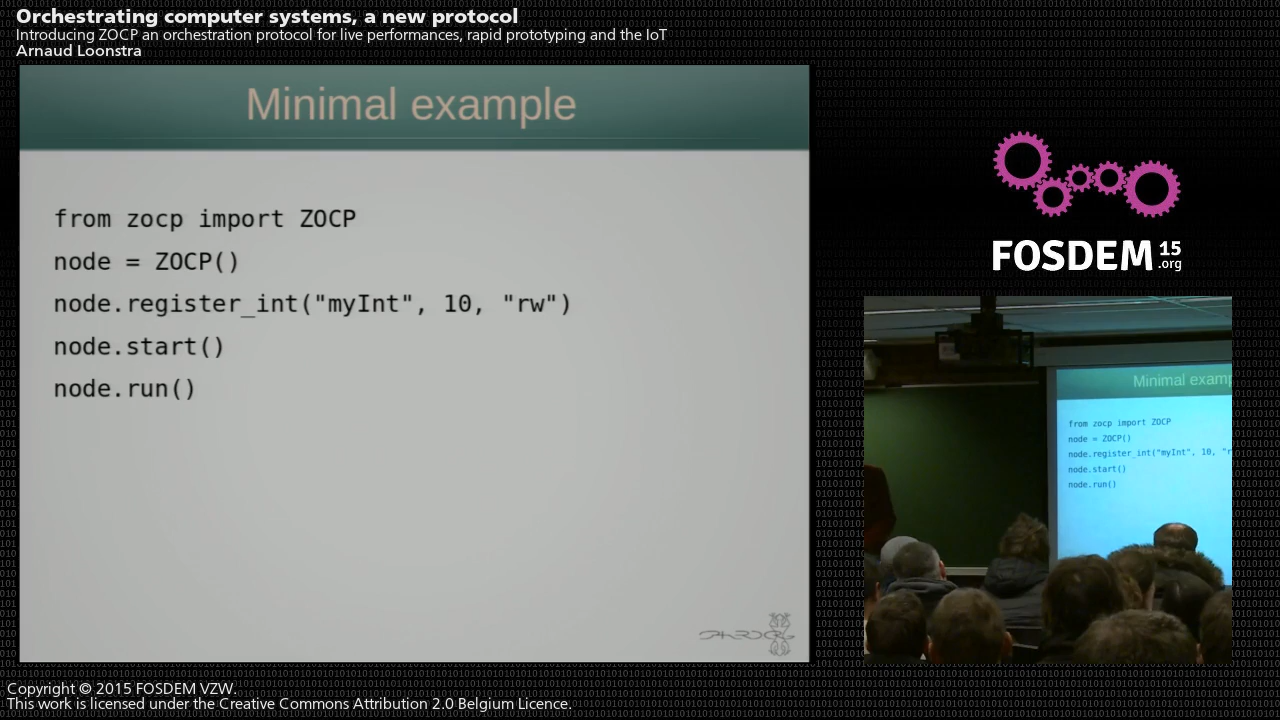 Orchestrating computer systems, a new protocol
Introducing ZOCP an orchestration protocol for live performances, rapid prototyping and the IoT
Arnaud Loonstra
Minimal example
from zocp import ZOCP
node = ZOCP()
node.register_int("myInt", 10, "rw")
node.start()
node.run()
FOSDEM 15
.org
Minimal examp
from zocp import ZOCP
node = ZOCP()
node.register_int("myInt", 10, "r
node.start()
node.run()
Copyright © 2015 FOSDEM VZW.
This work is licensed under the Creative Commons Attribution 2.0 Belgium Licence.